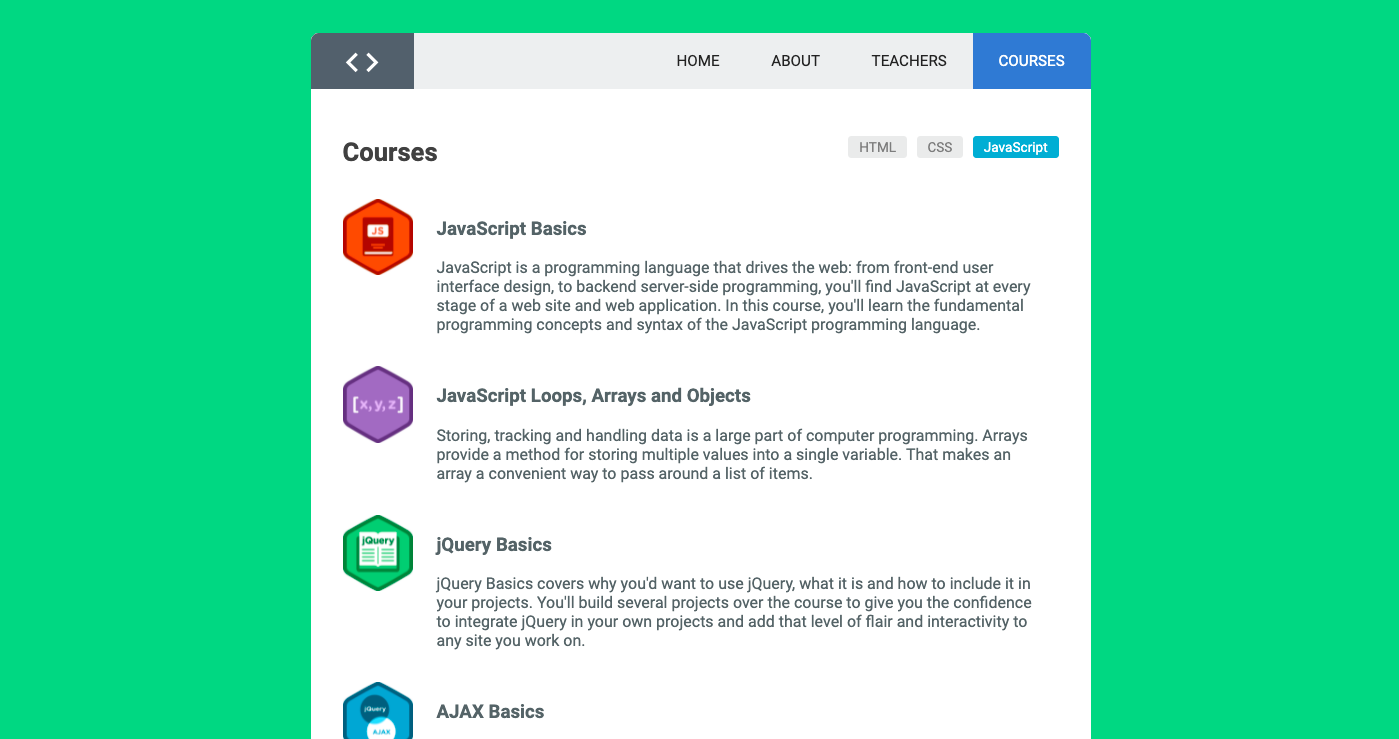 HOME ABOUT TEACHERS COURSES
Courses
HTML CSS JavaScript
JS
JavaScript Basics
JavaScript is a programming language that drives the web: from front-end user
interface design, to backend server-side programming, you'll find JavaScript at every
stage of a web site and web application. In this course, you'll learn the fundamental
programming concepts and syntax of the JavaScript programming language.
[x,y,z]
JavaScript Loops, Arrays and Objects
Storing, tracking and handling data is a large part of computer programming. Arrays
provide a method for storing multiple values into a single variable. That makes an
array a convenient way to pass around a list of items.
jQuery
jQuery Basics
jQuery Basics covers why you'd want to use jQuery, what it is and how to include it in
your projects. You'll build several projects over the course to give you the confidence
to integrate jQuery in your own projects and add that level of flair and interactivity to
any site you work on.
jQuery
AJAX
AJAX Basics